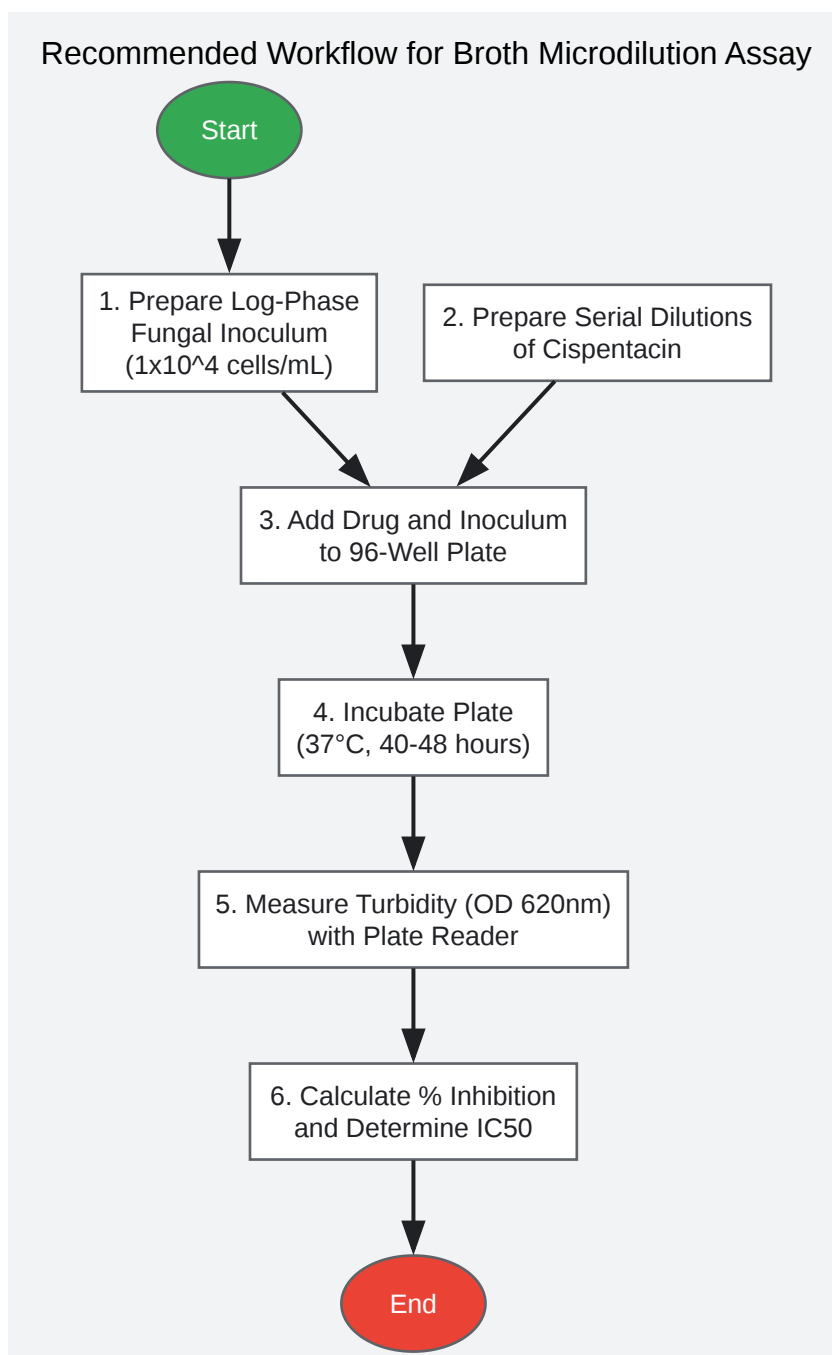 Recommended Workflow for Broth Microdilution Assay
Start
1. Prepare Log-Phase
Fungal Inoculum
(1x10^4 cells/mL)
2. Prepare Serial Dilutions
of Cispentacin
3. Add Drug and Inoculum
to 96-Well Plate
4. Incubate Plate
(37°C, 40-48 hours)
5. Measure Turbidity (OD 620nm)
with Plate Reader
6. Calculate % Inhibition
and Determine IC50
End